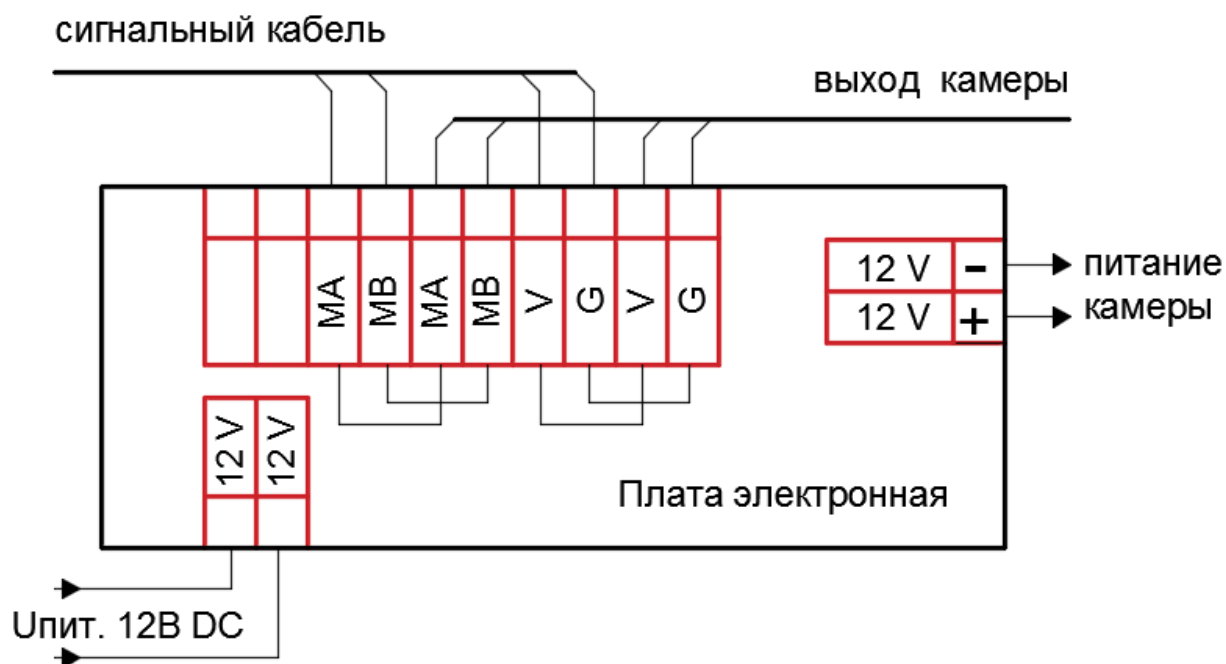 сигнальный кабель
выход камеры
MA MB MA MB V G V G
12 V -
12 V +
питание
камеры
12 V 12 V
Плата электронная
Uпит. 12В DC